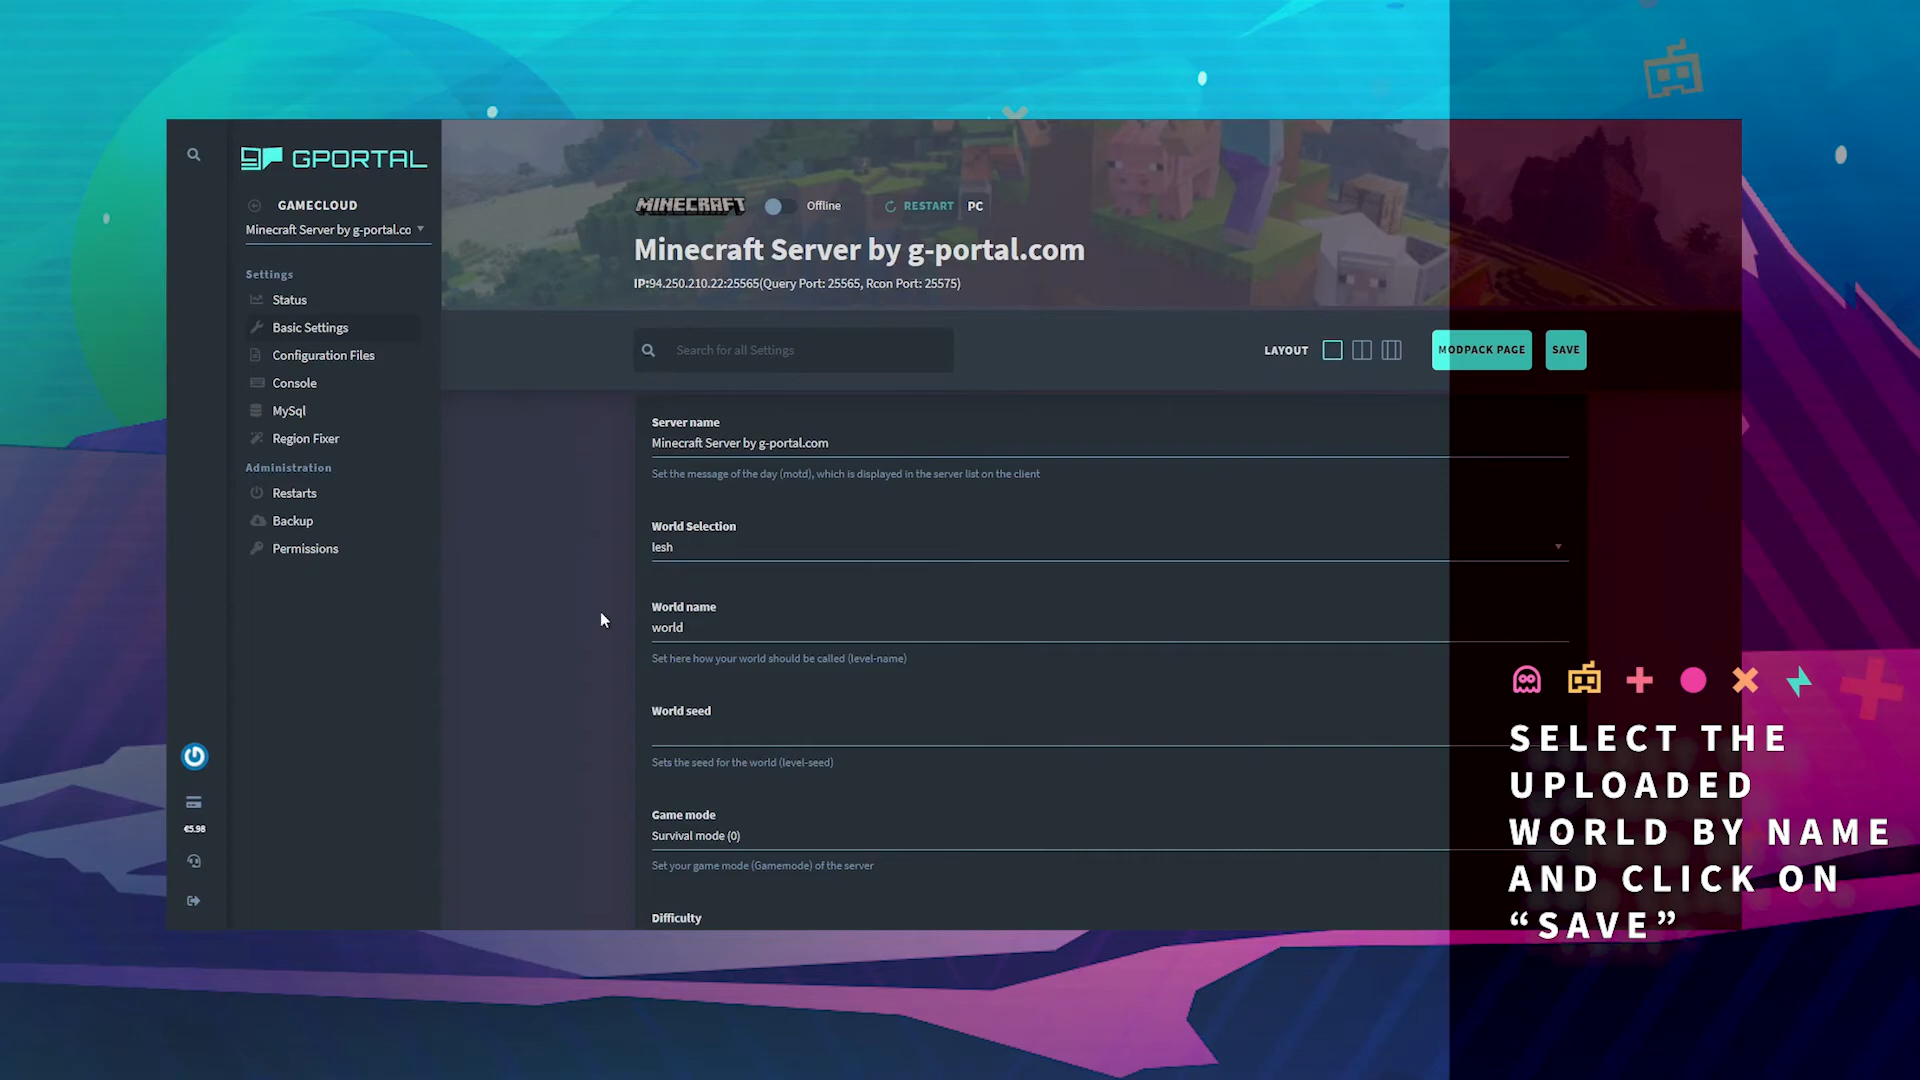 GPORTAL
GAMECLOUD
Minecraft Server by g-portal.co
Settings
Status
Basic Settings
Configuration Files
Console
MySql
Region Fixer
Administration
Restarts
Backup
Permissions
€5.98
MINECRAFT
Offline
RESTART
PC
Minecraft Server by g-portal.com
IP:94.250.210.22:25565(Query Port: 25565, Rcon Port: 25575)
Search for all Settings
LAYOUT
MODPACK PAGE
SAVE
Server name
Minecraft Server by g-portal.com
Set the message of the day (motd), which is displayed in the server list on the client
World Selection
lesh
World name
world
Set here how your world should be called (level-name)
World seed
Sets the seed for the world (level-seed)
Game mode
Survival mode (0)
Set your game mode (Gamemode) of the server
Difficulty
SELECT THE
UPLOADED
WORLD BY NAME
AND CLICK ON
“SAVE”